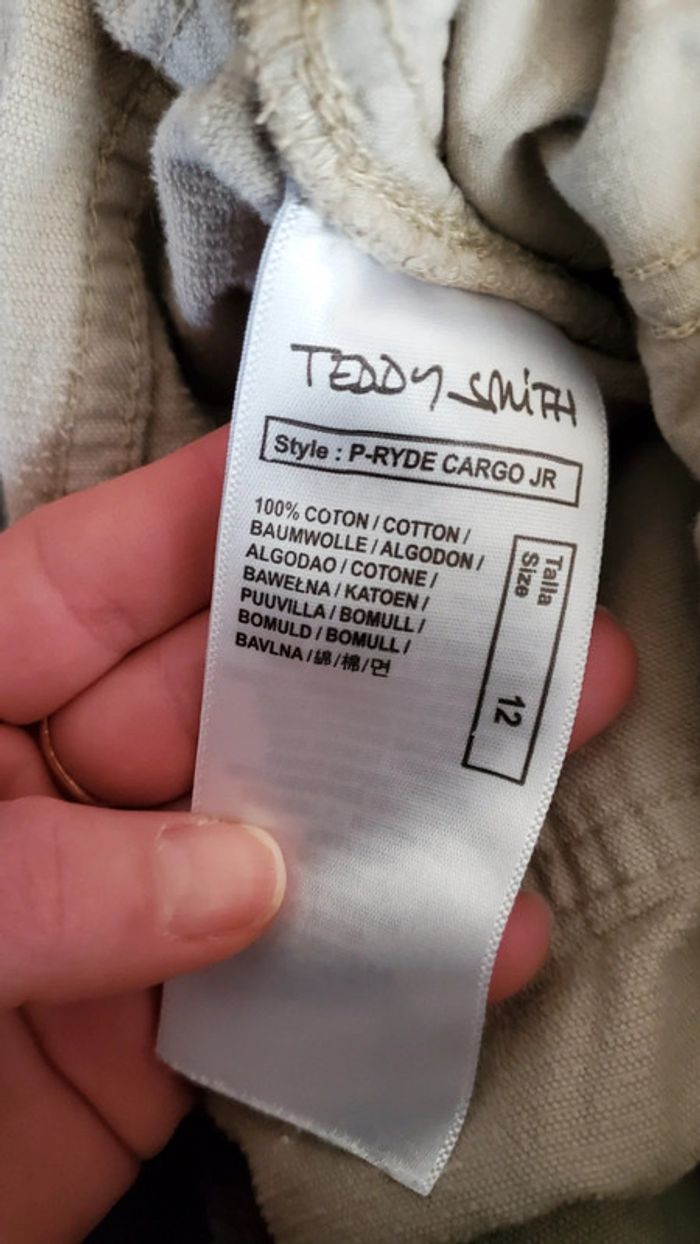 TEDDY SMITH
Style : P-RYDE CARGO JR
100% COTON / COTTON /
BAUMWOLLE / ALGODON /
ALGODAO / COTONE /
BAWEŁNA / KATOEN /
PUUVILLA / BOMULL /
BOMULD / BOMULL /
BAVLNA / 綿 / 棉 / 면
Talla
Size
12